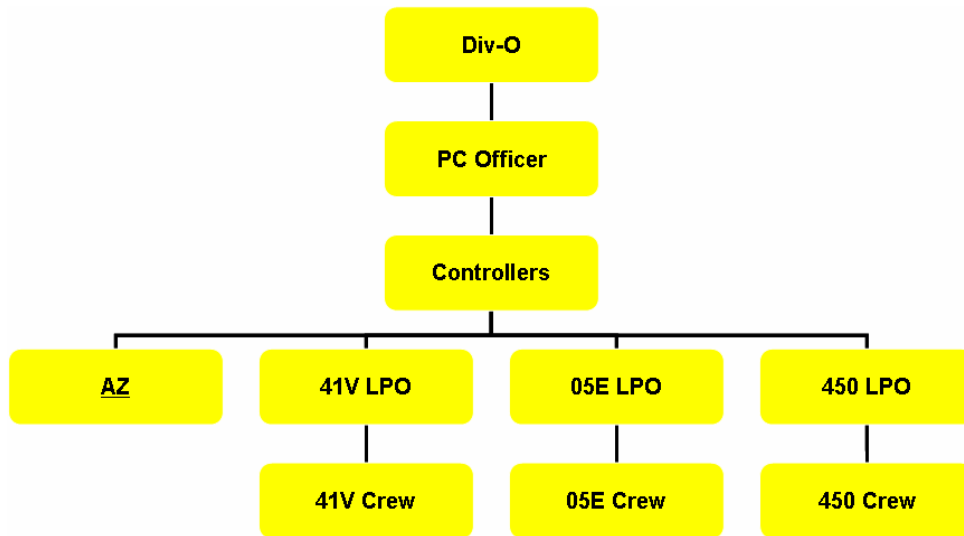 Div-O
PC Officer
Controllers
AZ
41V LPO
05E LPO
450 LPO
41V Crew
05E Crew
450 Crew